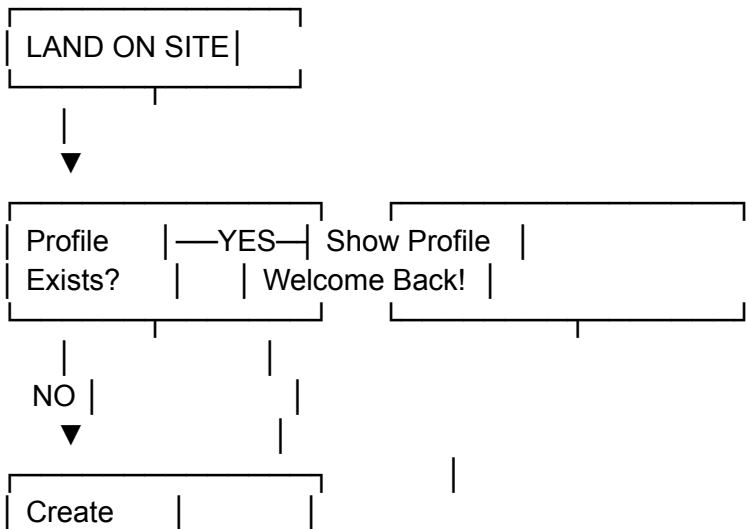 LAND ON SITE
Profile YES Show Profile
Exists? Welcome Back!
NO
Create